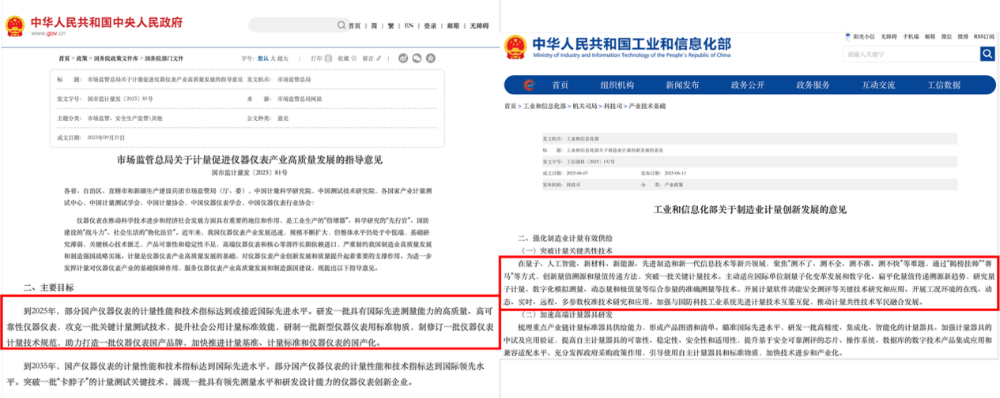 中华人民共和国中央人民政府
www.gov.cn
首页 | 简 | 繁 | EN | 登录 | 邮箱 | 无障碍
首页 > 政策 > 国务院政策文件库 > 国务院部门文件
字号：默认 大 超大 | 打印 收藏 留言
标 题：市场监管总局关于计量促进仪器仪表产业高质量发展的指导意见 发文机关：市场监管总局
发文字号：国市监计量发〔2023〕81号 来 源：市场监管总局网站
主题分类：市场监管、安全生产监管\其他 公文种类：意见
成文日期：2023年09月21日
市场监管总局关于计量促进仪器仪表产业高质量发展的指导意见
国市监计量发〔2023〕81号
各省、自治区、直辖市和新疆生产建设兵团市场监管局（厅、委），中国计量科学研究院、中国测试技术研究院，各国家产业计量测
试中心，中国计量测试学会、中国计量协会、中国仪器仪表学会、中国仪器仪表行业协会：
仪器仪表在推动科学技术进步和经济社会发展方面具有重要的地位和作用，是工业生产的“倍增器”、科学研究的“先行官”、国防
建设的“战斗力”、社会生活的“物化法官”。近年来，我国仪器仪表产业发展迅速，规模不断扩大，但整体水平仍处于中低端，基础研
究薄弱，关键核心技术匮乏，产品可靠性和稳定性不足，高端仪器仪表和核心零部件长期依赖进口，严重制约我国制造业高质量发展
和制造强国战略实施。计量是仪器仪表产业高质量发展的基础，对仪器仪表产业创新发展和质量提升起着重要的支撑作用。为进一步
发挥计量对仪器仪表产业的基础保障作用，服务仪器仪表产业高质量发展和制造强国建设，现提出以下指导意见。
二、主要目标
到2025年，部分国产仪器仪表的计量性能和技术指标达到或接近国际先进水平。研发一批具有国际先进测量能力的高质量、高可
靠性仪器仪表，攻克一批关键计量测试技术，提升社会公用计量标准效能，研制一批新型仪器仪表用标准物质，制修订一批仪器仪表
计量技术规范，助力打造一批仪器仪表国产品牌，加快推进计量基准、计量标准和仪器仪表的国产化。
到2035年，国产仪器仪表的计量性能和技术指标达到国际先进水平，部分国产仪器仪表的计量性能和技术指标达到国际领先水
平。突破一批“卡脖子”的计量测试关键技术，涌现一批具有领先测量水平和研发设计能力的仪器仪表创新企业。
中华人民共和国工业和信息化部
Ministry of Industry and Information Technology of the People's Republic of China
阳光小信 无障碍 手机端 邮箱 微信 微博 RSS订阅
请输入关键字
首页 组织机构 新闻发布 政务公开 政务服务 互动交流 工信数据
首页 > 工业和信息化部 > 机关司局 > 科技司 > 产业技术基础
发文机关：工业和信息化部
标 题：工业和信息化部关于制造业计量创新发展的意见
发文字号：工信部科〔2025〕132号
成文日期：2025-06-07 发布日期：2025-06-13
发布机构：科技司 分 类：产业政策
工业和信息化部关于制造业计量创新发展的意见
二、强化制造业计量有效供给
（一）突破计量关键共性技术
在量子、人工智能、新材料、新能源、先进制造和新一代信息技术等新兴领域，聚焦“测不了、测不全、测不准、测不快”等难题，通过“揭榜挂帅”“赛
马”等方式，创新量值溯源和量值传递方法，突破一批关键计量技术。主动适应国际单位制量子化变革发展和数字化、扁平化量值传递溯源新趋势，研究量
子计量、数字化模拟测量、动态量和极值量等综合参量的准确测量等技术。开展计量软件功能安全测评等关键技术研究和应用。开展工况环境的在线、动
态、实时、远程、多参数校准技术研究和应用。加强与国防科技工业系统先进计量技术互鉴互促，推动计量共性技术军民融合发展。
（二）加速高端计量器具研发
梳理重点产业链计量标准器具供给能力，形成产品图谱和清单。瞄准国际先进水平，研发一批高精度、集成化、智能化的计量器具。加强计量器具的
中试及应用验证，提高自主计量器具的可靠性、稳定性、安全性和适用性，提升基于安全可靠测评的芯片、操作系统、数据库的数字技术产品集成应用和
兼容适配水平。充分发挥政府采购政策作用，引导使用自主计量器具和标准物质，加快技术进步和产业化。